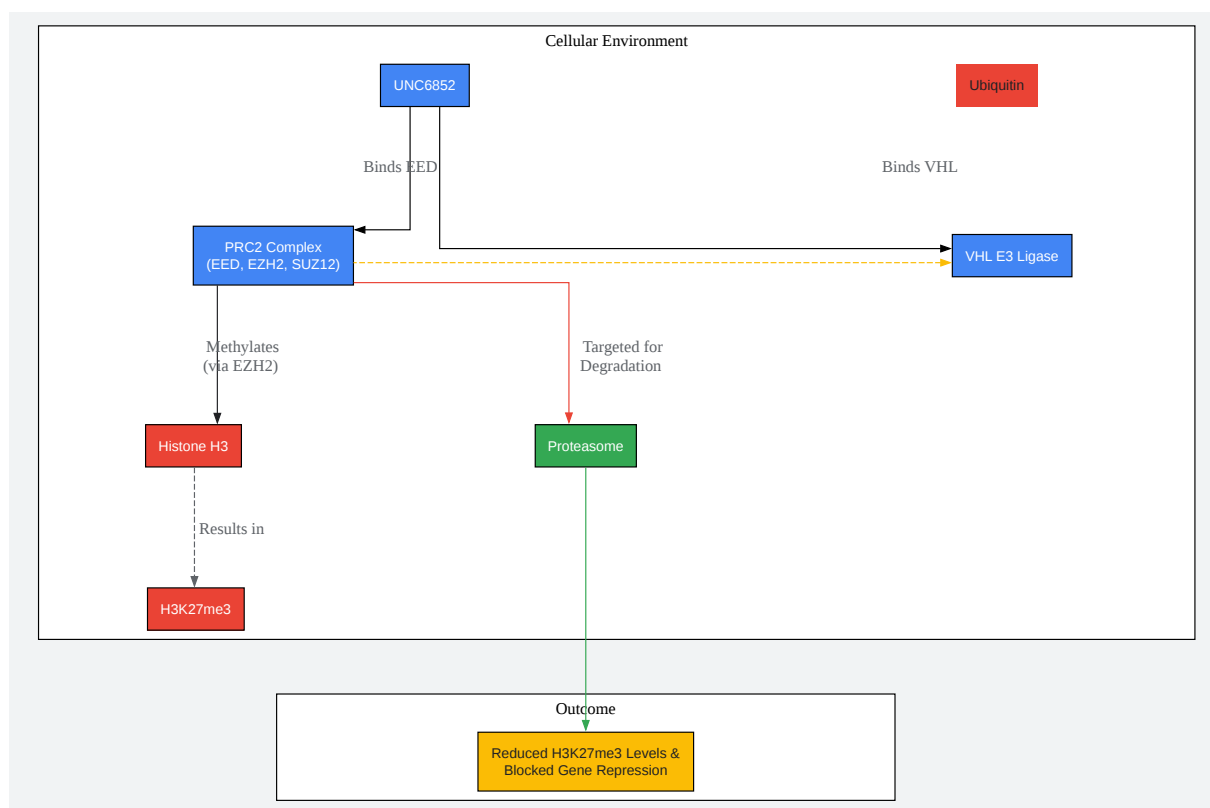 Cellular Environment
UNC6852
Ubiquitin
Binds EED
Binds VHL
PRC2 Complex
(EED, EZH2, SUZ12)
VHL E3 Ligase
Methylates
(via EZH2)
Targeted for
Degradation
Histone H3
Proteasome
Results in
H3K27me3
Outcome
Reduced H3K27me3 Levels &
Blocked Gene Repression